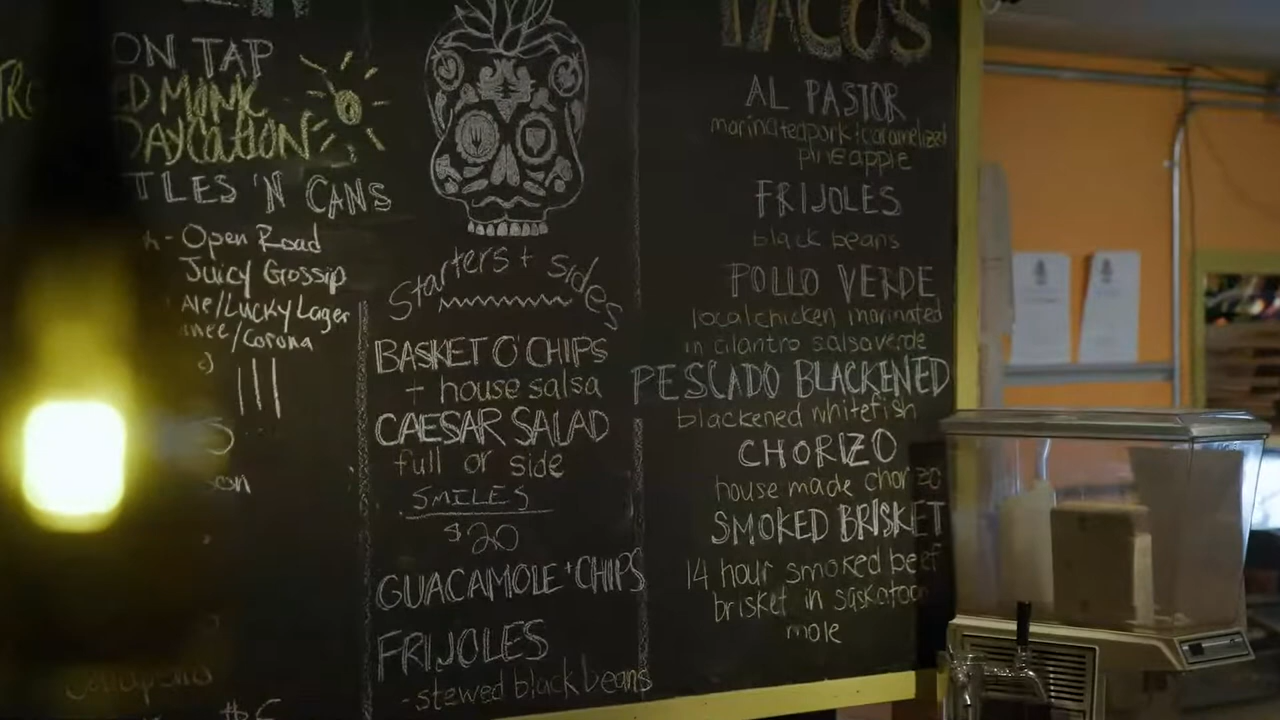 ON TAP
MONK
TLES 'N CANS
Open Road
Juicy Gossip
Ale/Lucky Lager
Corona
Starters + sides
BASKET O'CHIPS
+ house salsa
CAESAR SALAD
full or side
SMILES
$20
GUACAMOLE + CHIPS
FRIJOLES
-stewed black beans
TACOS
AL PASTOR
marinated pork + caramelized
pineapple
FRIJOLES
black beans
POLLO VERDE
local chicken marinated
in cilantro salsa verde
PESCADO BLACKENED
blackened whitefish
CHORIZO
house made chorizo
SMOKED BRISKET
14 hour smoked beef
brisket in saskatoon
mole